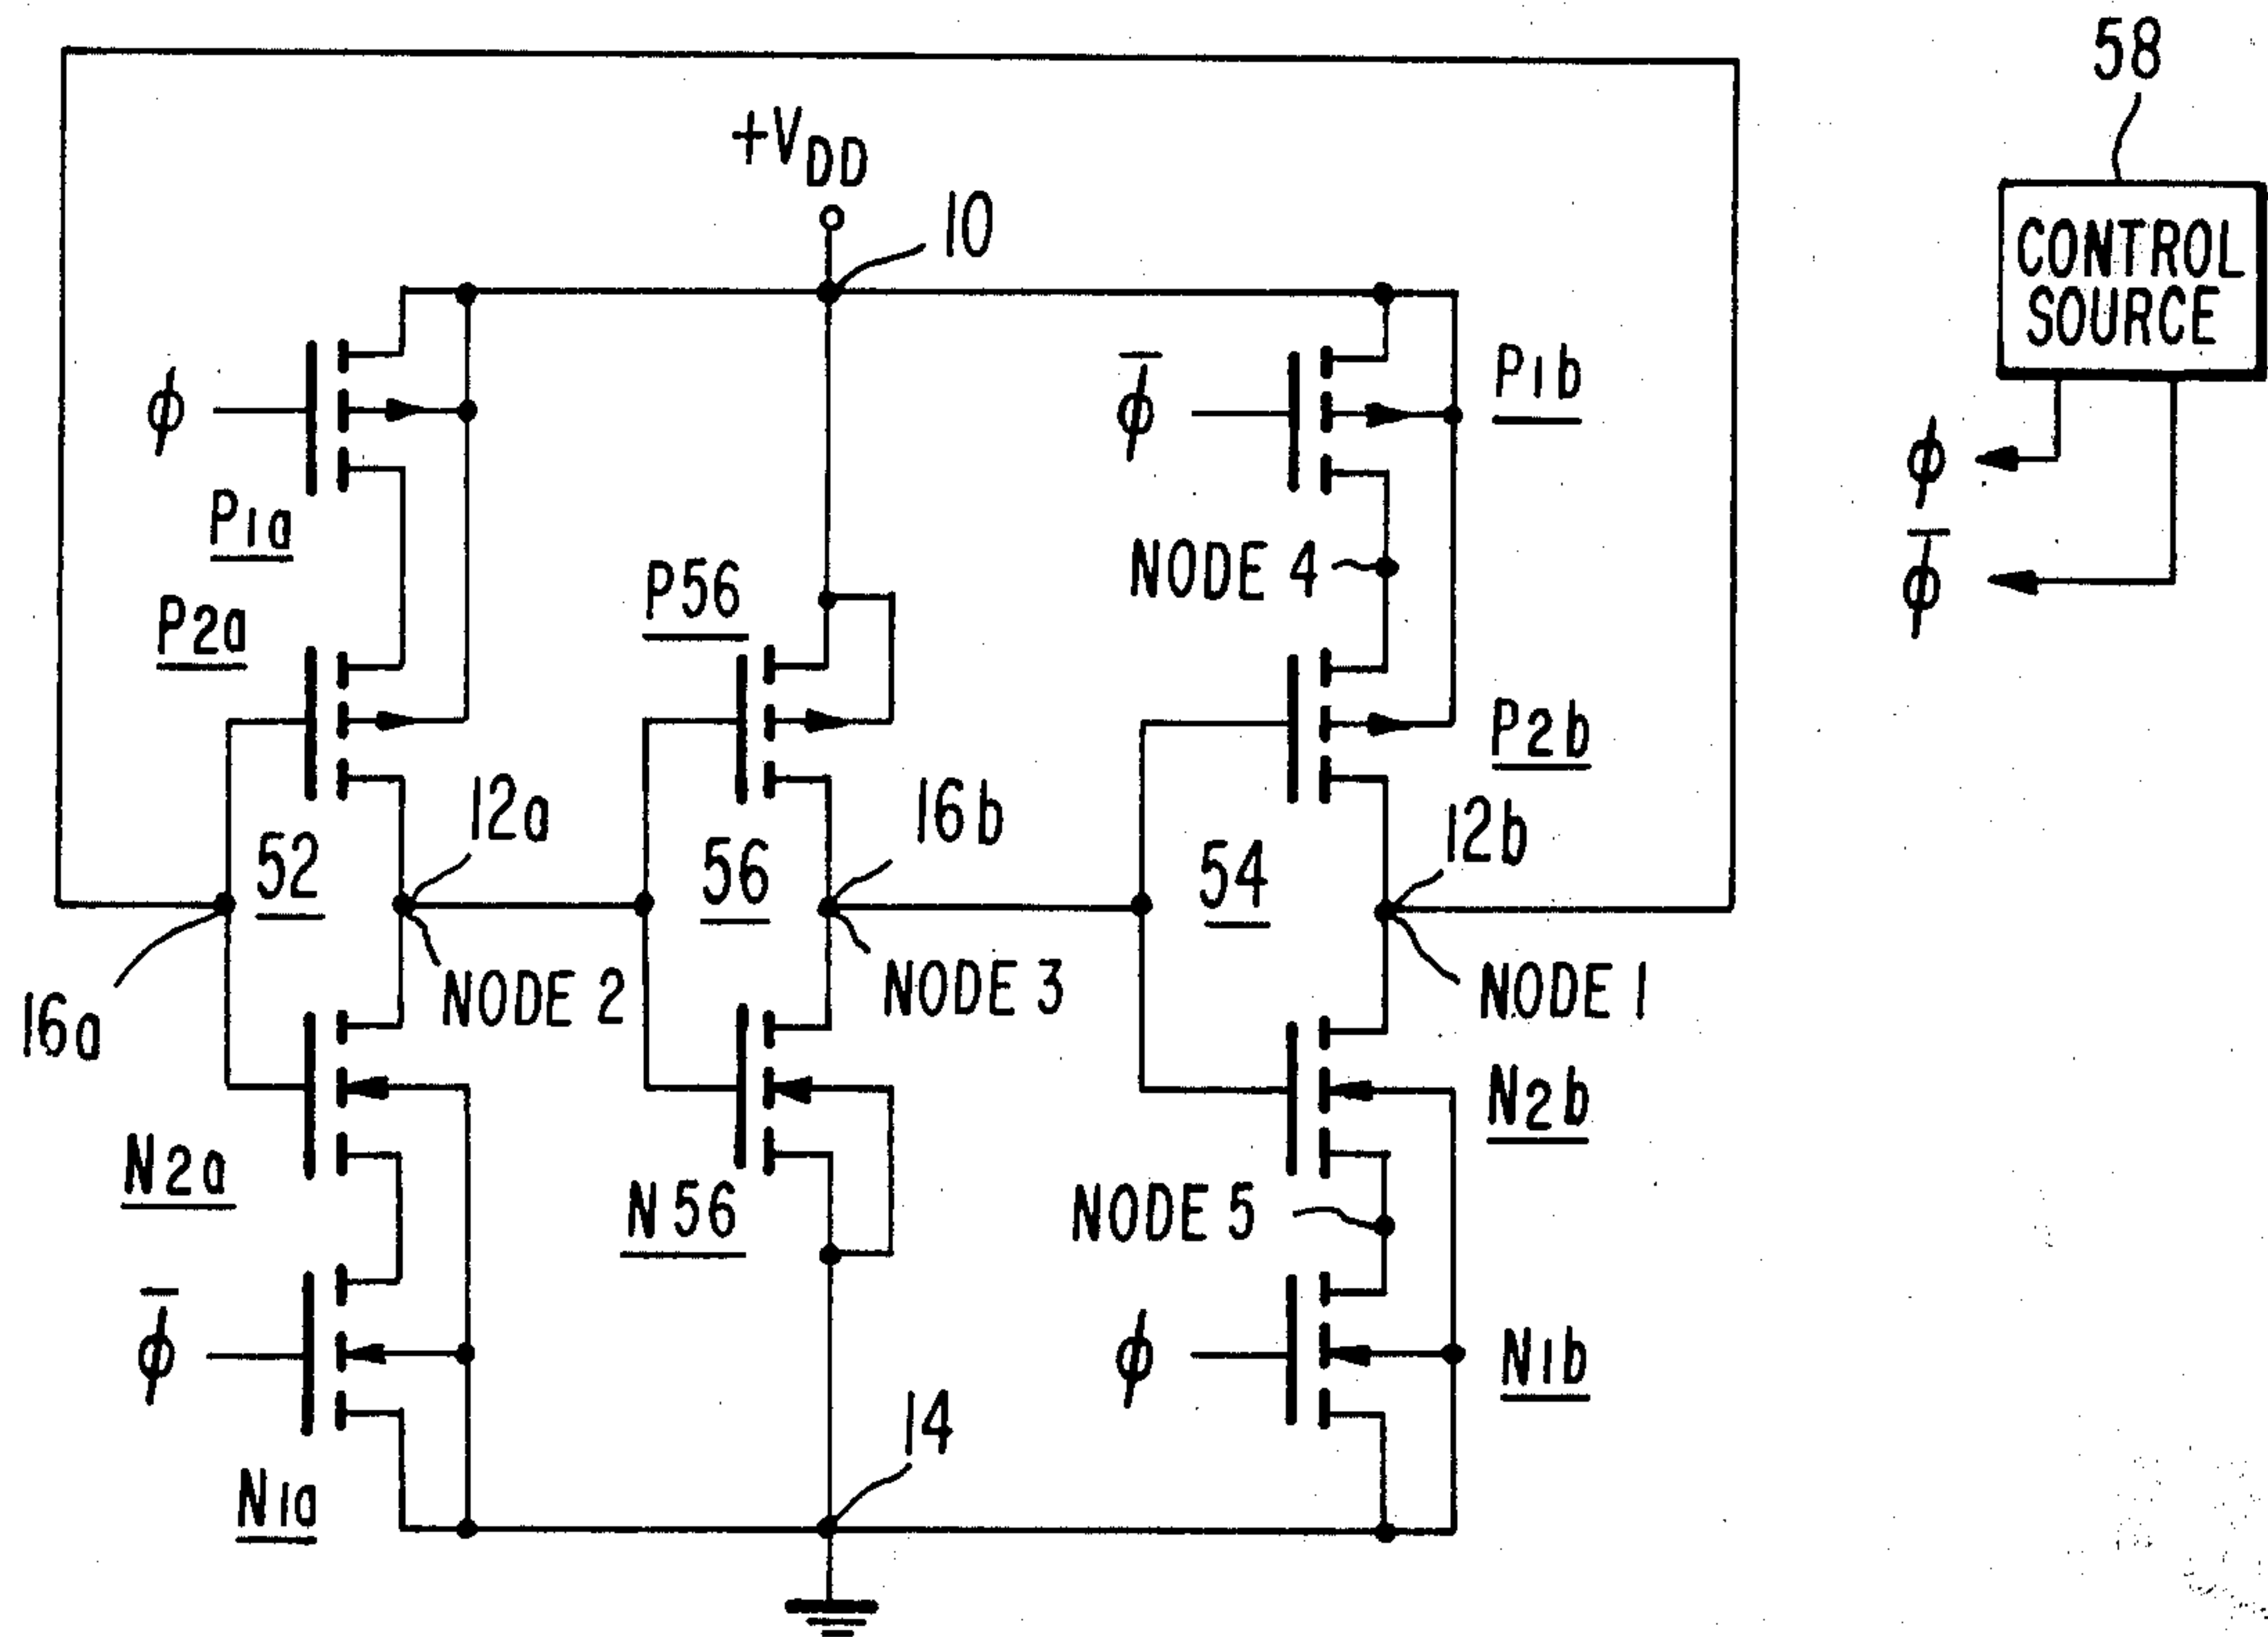 58
+VDD
10
CONTROL
SOURCE
ϕ
P1a
ϕ̅
P1b
ϕ
ϕ̅
NODE 4
P2a
P56
P2b
12a
16b
12b
52
56
54
16a
NODE 2
NODE 3
NODE 1
N2a
N56
N2b
NODE 5
ϕ̅
N1a
ϕ
N1b
14